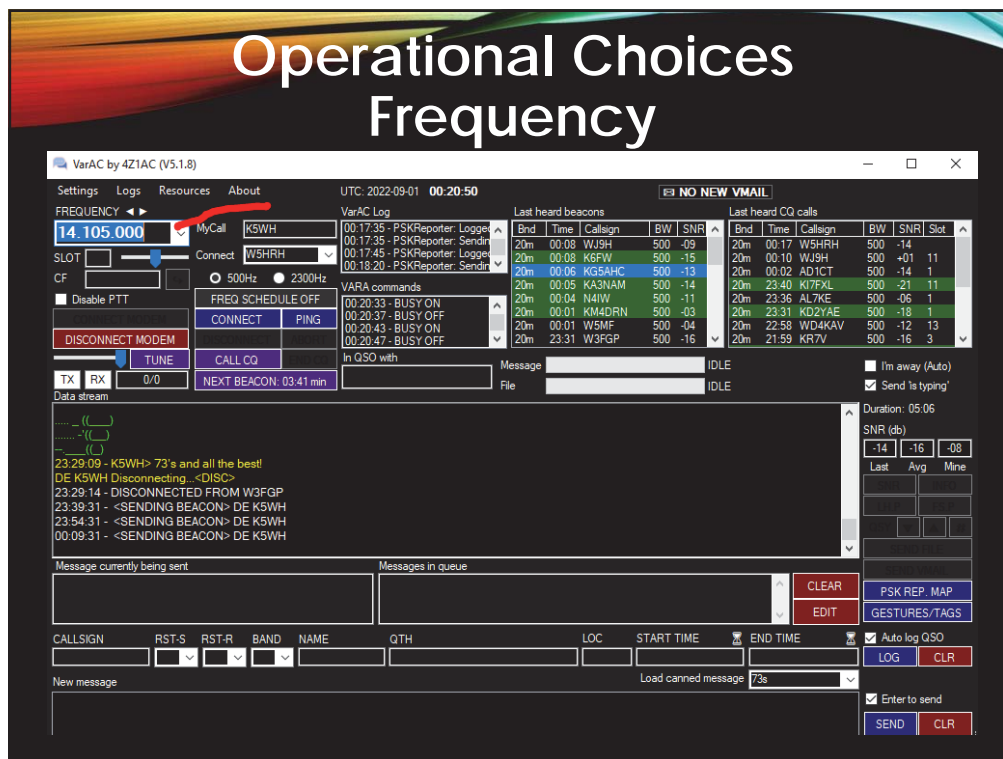 Operational Choices
Frequency
VarAC by 4Z1AC (V5.1.8)
Settings Logs Resources About UTC: 2022-09-01 00:20:50 NO NEW VMAIL
FREQUENCY
14.105.000
SLOT
CF
Disable PTT
DISCONNECT MODEM
TUNE
TX RX 0/0
MyCall K5WH
Connect W5HRH
500Hz 2300Hz
FREQ SCHEDULE OFF
CONNECT PING
CALL CQ
NEXT BEACON: 03:41 min
VarAC Log
00:17:35 - PSKReporter: Logge
00:17:35 - PSKReporter: Sendin
00:17:45 - PSKReporter: Logge
00:18:20 - PSKReporter: Sendin
VARA commands
00:20:33 - BUSY ON
00:20:37 - BUSY OFF
00:20:43 - BUSY ON
00:20:47 - BUSY OFF
In QSO with
Last heard beacons
Bnd Time Callsign BW SNR
20m 00:08 WJ9H 500 -09
20m 00:08 K6FW 500 -15
20m 00:06 KG5AHC 500 -13
20m 00:05 KA3NAM 500 -14
20m 00:04 N4IW 500 -11
20m 00:01 KM4DRN 500 -03
20m 00:01 W5MF 500 -04
20m 23:31 W3FGP 500 -16
Last heard CQ calls
Bnd Time Callsign BW SNR Slot
20m 00:17 W5HRH 500 -14
20m 00:10 WJ9H 500 +01 11
20m 00:02 AD1CT 500 -14 1
20m 23:40 KI7FXL 500 -21 11
20m 23:36 AL7KE 500 -06 1
20m 23:31 KD2YAE 500 -18 1
20m 22:58 WD4KAV 500 -12 13
20m 21:59 KR7V 500 -16 3
Message IDLE
File IDLE
I'm away (Auto)
Send 'is typing'
Data stream
..... _ ((___)
....... -'((__)
--.____((_)
23:29:09 - K5WH> 73's and all the best!
DE K5WH Disconnecting...<DISC>
23:29:14 - DISCONNECTED FROM W3FGP
23:39:31 - <SENDING BEACON> DE K5WH
23:54:31 - <SENDING BEACON> DE K5WH
00:09:31 - <SENDING BEACON> DE K5WH
Duration: 05:06
SNR (db)
-14 -16 -08
Last Avg Mine
PSK REP. MAP
GESTURES/TAGS
Message currently being sent
Messages in queue
CLEAR
EDIT
CALLSIGN RST-S RST-R BAND NAME QTH LOC START TIME END TIME
Auto log QSO
LOG CLR
New message
Load canned message 73s
Enter to send
SEND CLR